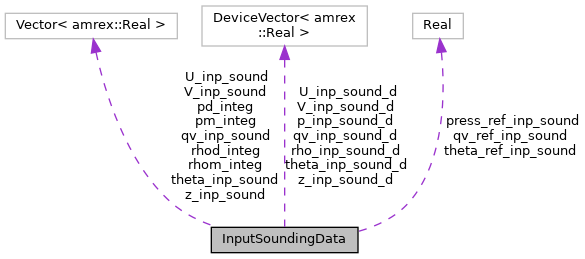 Vector< amrex::Real >
DeviceVector< amrex
::Real >
Real
U_inp_sound
V_inp_sound
pd_integ
pm_integ
qv_inp_sound
rhod_integ
rhom_integ
theta_inp_sound
z_inp_sound
U_inp_sound_d
V_inp_sound_d
p_inp_sound_d
qv_inp_sound_d
rho_inp_sound_d
theta_inp_sound_d
z_inp_sound_d
press_ref_inp_sound
qv_ref_inp_sound
theta_ref_inp_sound
InputSoundingData